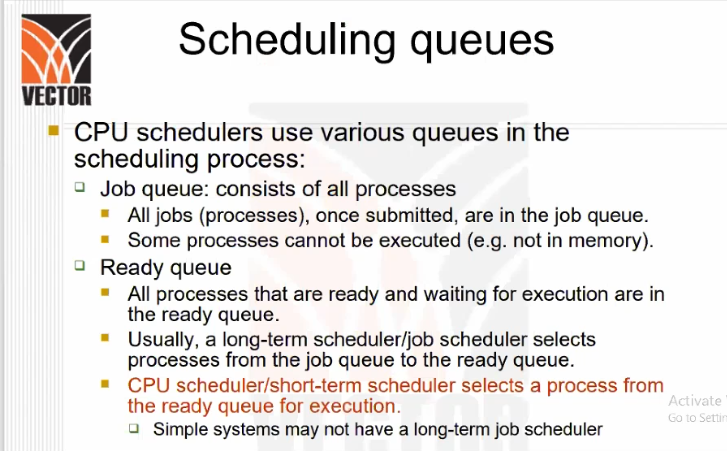 VECTOR
Scheduling queues
CPU schedulers use various queues in the
scheduling process:
Job queue: consists of all processes
All jobs (processes), once submitted, are in the job queue.
Some processes cannot be executed (e.g. not in memory).
Ready queue
All processes that are ready and waiting for execution are in
the ready queue.
Usually, a long-term scheduler/job scheduler selects
processes from the job queue to the ready queue.
CPU scheduler/short-term scheduler selects a process from
the ready queue for execution.
Simple systems may not have a long-term job scheduler
Activate
Go to
VECTOR